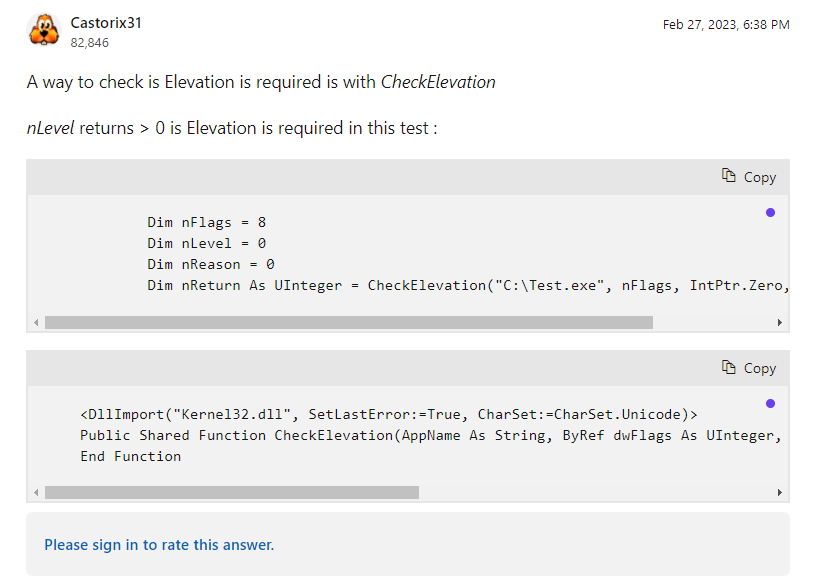 Castorix31
Feb 27, 2023, 6:38 PM
82,846
A way to check is Elevation is required is with CheckElevation
nLevel returns > 0 is Elevation is required in this test :
Copy
Dim nFlags = 8
Dim nLevel = 0
Dim nReason = 0
Dim nReturn As UInteger = CheckElevation("C:\Test.exe", nFlags, IntPtr.Zero,
Copy
<DllImport("Kernel32.dll", SetLastError:=True, CharSet:=CharSet.Unicode)>
Public Shared Function CheckElevation(AppName As String, ByRef dwFlags As UInteger,
End Function
Please sign in to rate this answer.